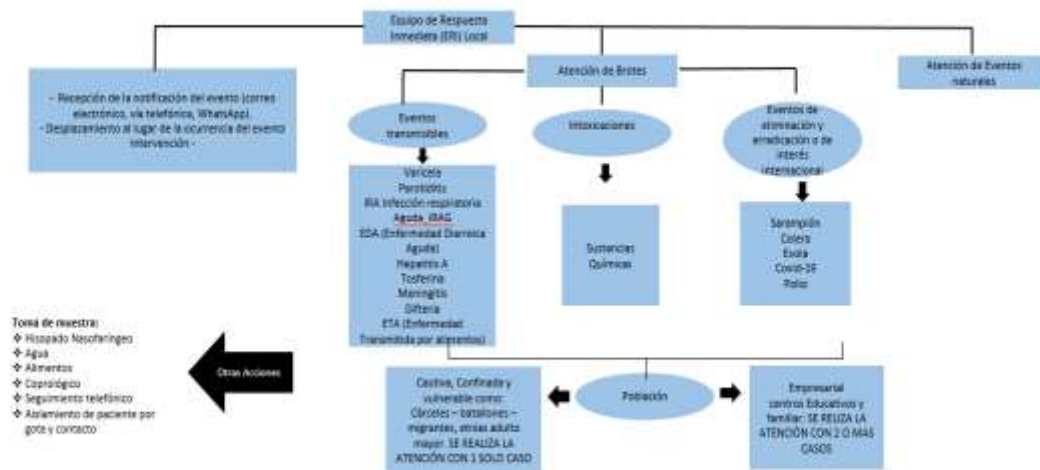 Equipo de Respuesta
Inmediata (ERI) Local
- Recepción de la notificación del evento (correo
electrónico, vía telefónico, WhatsApp).
- Desplazamiento al lugar de la ocurrencia del evento
Intervención -
Atención de Brotes
Atención de Eventos
naturales
Eventos
transmisibles
Intoxicaciones
Eventos de
eliminación y
erradicación o de
interés
internacional
Varicela
Parotiditis
IRA Infección respiratoria
Aguda_IRAG
EDA (Enfermedad Diarreica
Aguda)
Hepatitis A
Tosferina
Meningitis
Difteria
ETA (Enfermedad
Transmitida por alimentos)
Sustancias
Químicas
Sarampión
Colera
Covid-19
Polio
Toma de muestra:
❖ Hisopado Nasofaríngeo
❖ Agua
❖ Alimentos
❖ Coprológico
❖ Seguimiento telefónico
❖ Aislamiento de paciente por
gote y contacto
Otras Acciones
Cautiva, Confinada y
vulnerable como:
Cárceles – batallones –
migrantes, etnias adulto
mayor. SE REALIZA LA
ATENCIÓN CON 1 SOLO CASO
Población
Empresarial
centros Educativos y
familiar: SE RELIZA LA
ATENCIÓN CON 2 O MAS
CASOS